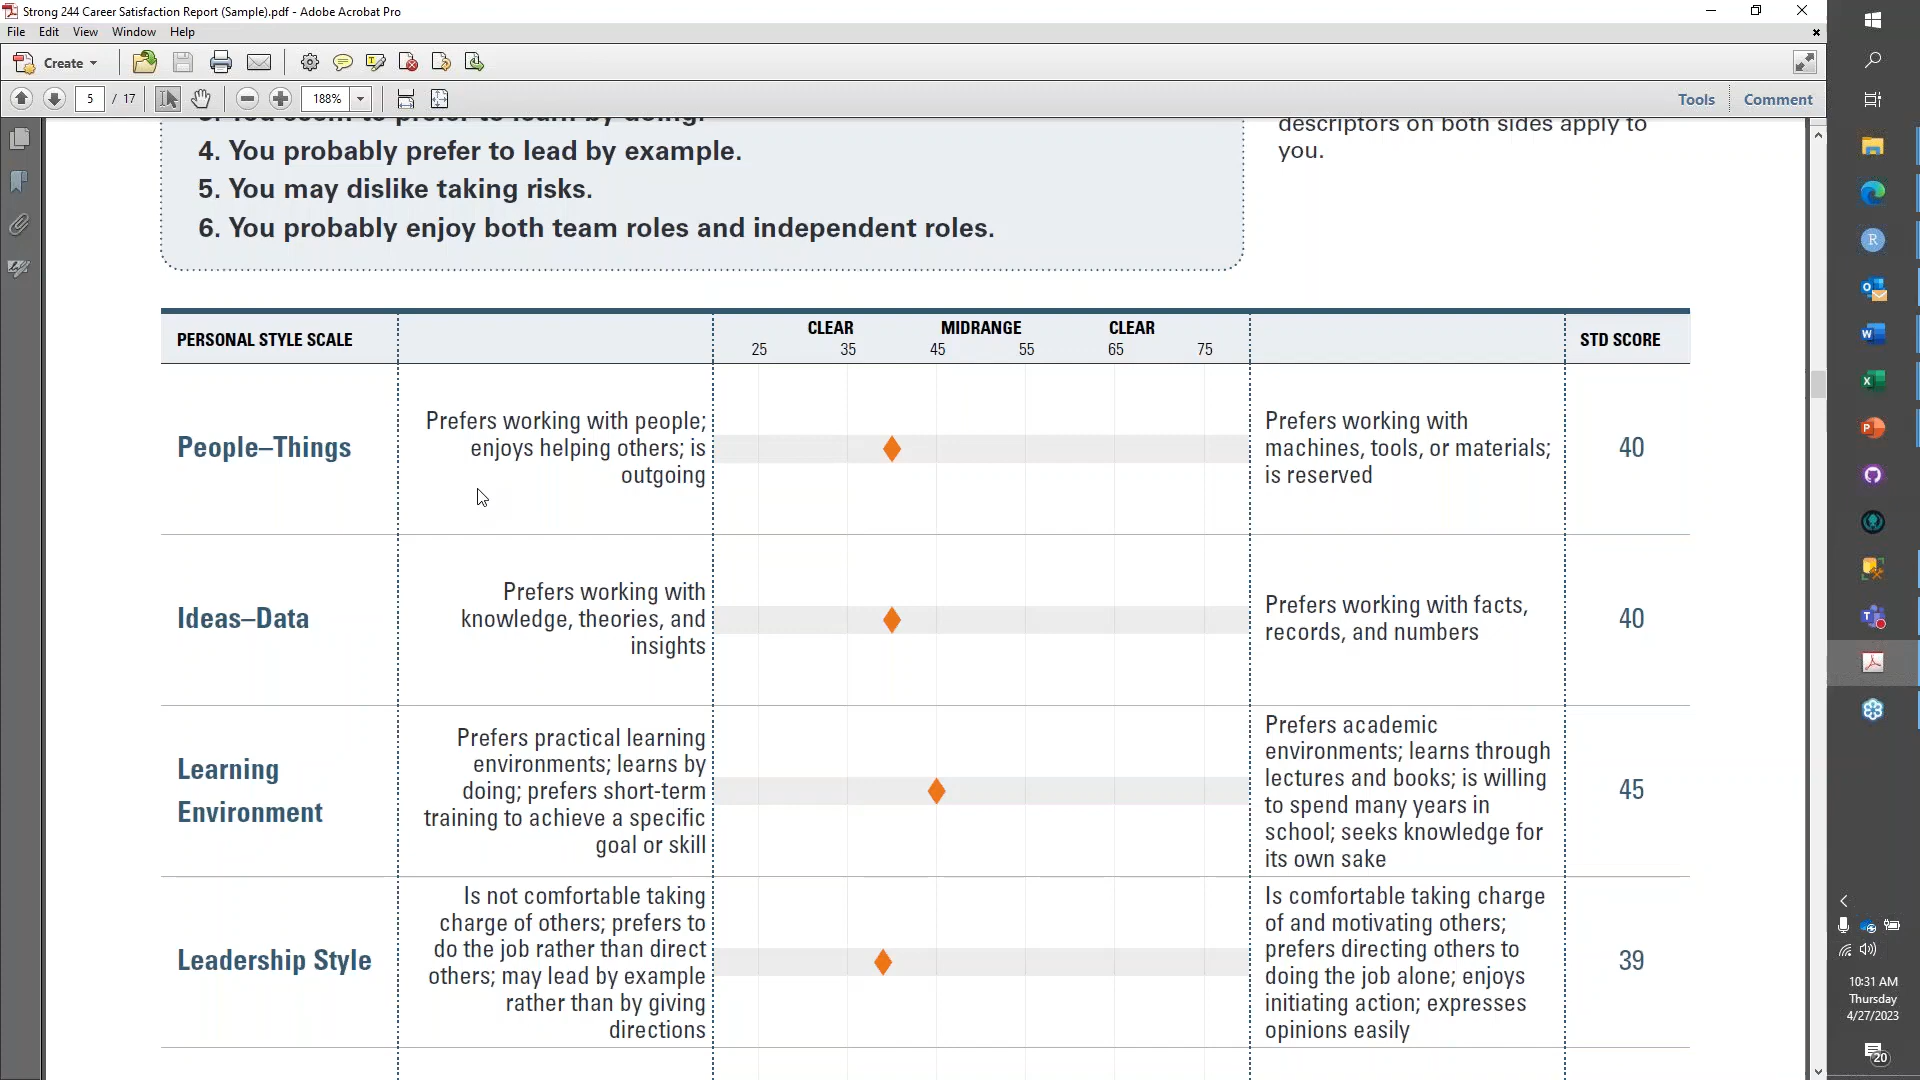 Strong 244 Career Satisfaction Report (Sample).pdf - Adobe Acrobat Pro
File Edit View Window Help
Create
5 / 17 188% Tools Comment
3. You seem to prefer to learn by doing.
4. You probably prefer to lead by example.
5. You may dislike taking risks.
6. You probably enjoy both team roles and independent roles.
descriptors on both sides apply to
you.
PERSONAL STYLE SCALE
CLEAR MIDRANGE CLEAR
25 35 45 55 65 75
STD SCORE
People–Things
Prefers working with people;
enjoys helping others; is
outgoing
Prefers working with
machines, tools, or materials;
is reserved
40
Ideas–Data
Prefers working with
knowledge, theories, and
insights
Prefers working with facts,
records, and numbers
40
Learning
Environment
Prefers practical learning
environments; learns by
doing; prefers short-term
training to achieve a specific
goal or skill
Prefers academic
environments; learns through
lectures and books; is willing
to spend many years in
school; seeks knowledge for
its own sake
45
Leadership Style
Is not comfortable taking
charge of others; prefers to
do the job rather than direct
others; may lead by example
rather than by giving
directions
Is comfortable taking charge
of and motivating others;
prefers directing others to
doing the job alone; enjoys
initiating action; expresses
opinions easily
39
10:31 AM
Thursday
4/27/2023
20